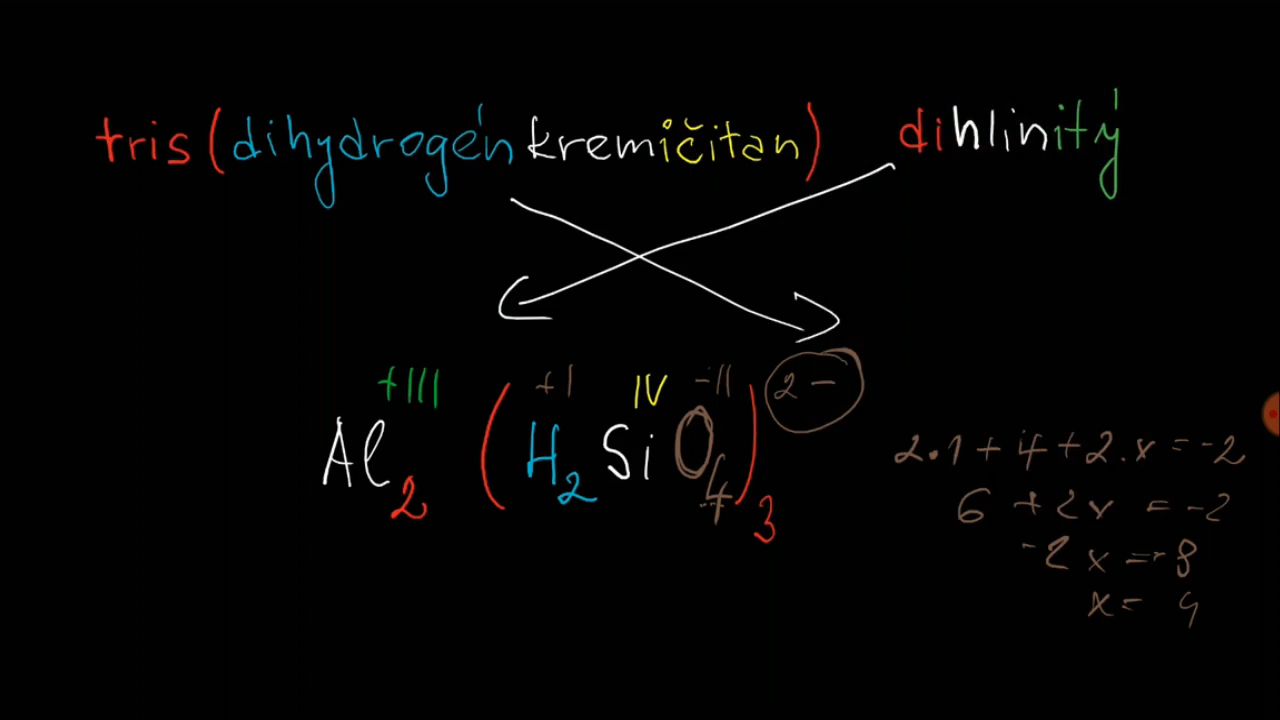 tris(dihydrogénkremičitan) dihlinitý
+III +I IV -II 2-
Al2 (H2SiO4)3
2.1+4+2.x=-2
6+2x=-2
-2x=-8
x=4